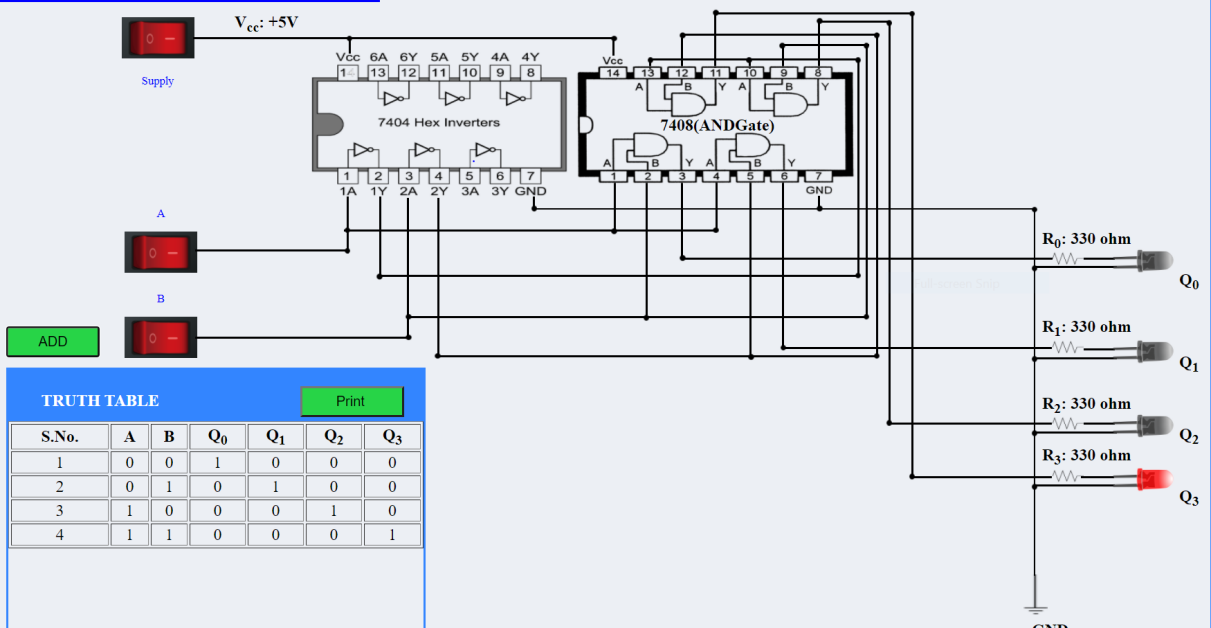 V_cc: +5V
Supply
Vcc 6A 6Y 5A 5Y 4A 4Y
14 13 12 11 10 9 8
7404 Hex Inverters
1 2 3 4 5 6 7
1A 1Y 2A 2Y 3A 3Y GND
Vcc
14 13 12 11 10 9 8
A B Y A B Y
7408(ANDGate)
A B Y A B Y
1 2 3 4 5 6 7
GND
A
B
ADD
R₀: 330 ohm
Q₀
R₁: 330 ohm
Q₁
R₂: 330 ohm
Q₂
R₃: 330 ohm
Q₃
TRUTH TABLE
Print
S.No. A B Q₀ Q₁ Q₂ Q₃
1 0 0 1 0 0 0
2 0 1 0 1 0 0
3 1 0 0 0 1 0
4 1 1 0 0 0 1